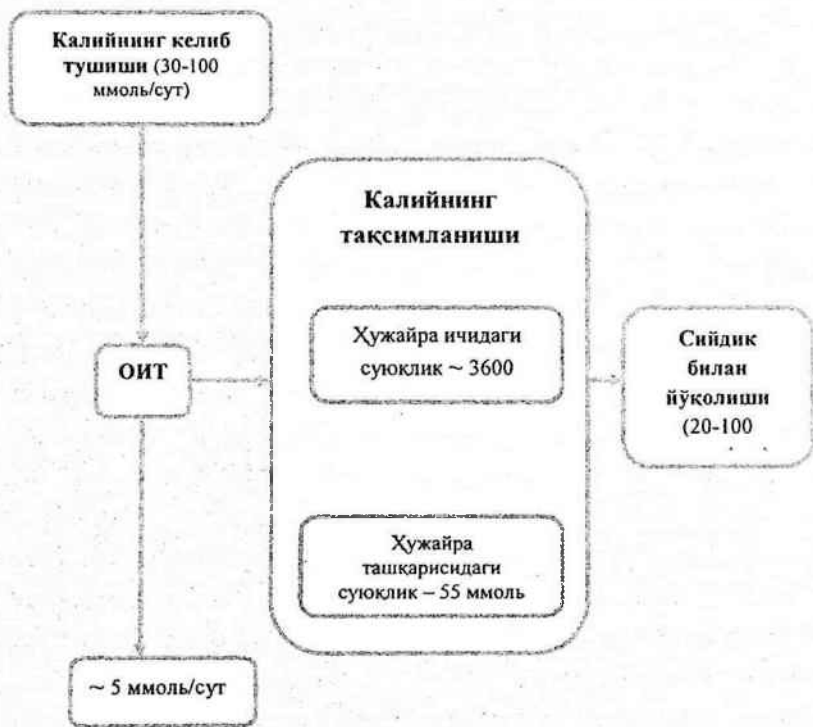 Калийнинг келиб
тушиши (30-100
ммоль/сут)
Калийнинг
тақсимланиши
Ҳужайра ичидаги
суюқлик ~ 3600
ОИТ
Сийдик
билан
йўқолиши
(20-100
Ҳужайра
ташқарисидаги
суюқлик – 55 ммоль
~ 5 ммоль/сут